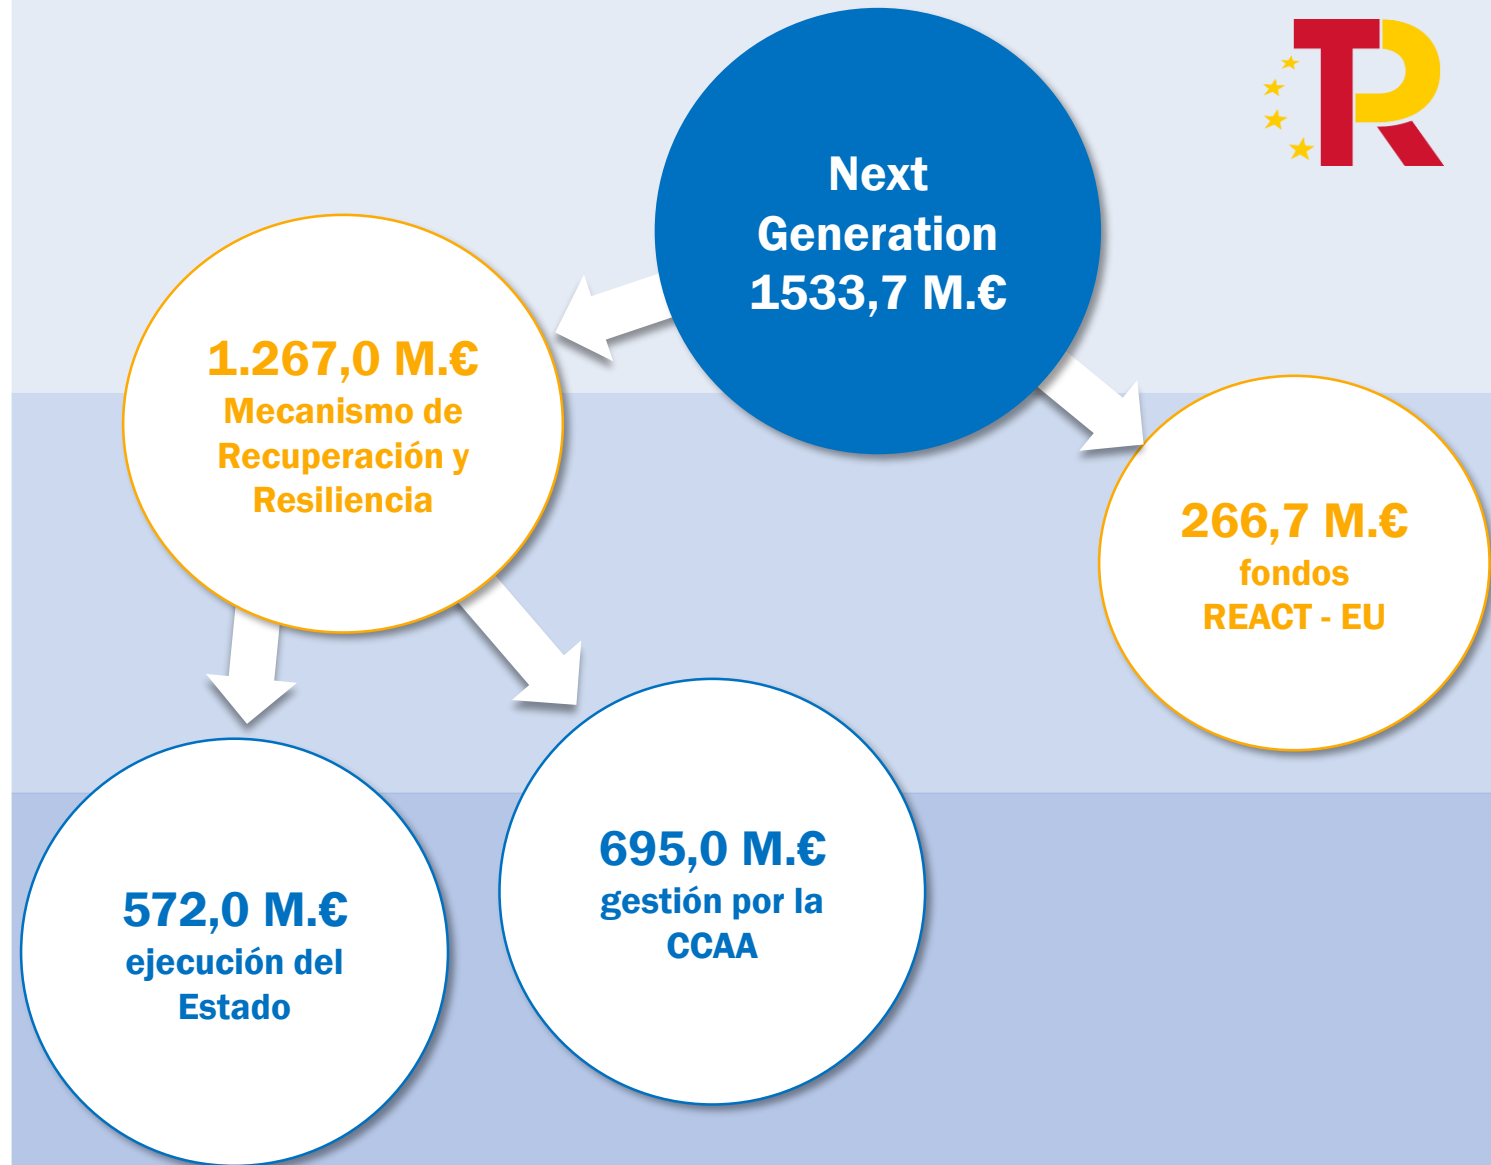 TR
Next
Generation
1533,7 M.€
1.267,0 M.€
Mecanismo de
Recuperación y
Resiliencia
266,7 M.€
fondos
REACT - EU
572,0 M.€
ejecución del
Estado
695,0 M.€
gestión por la
CCAA